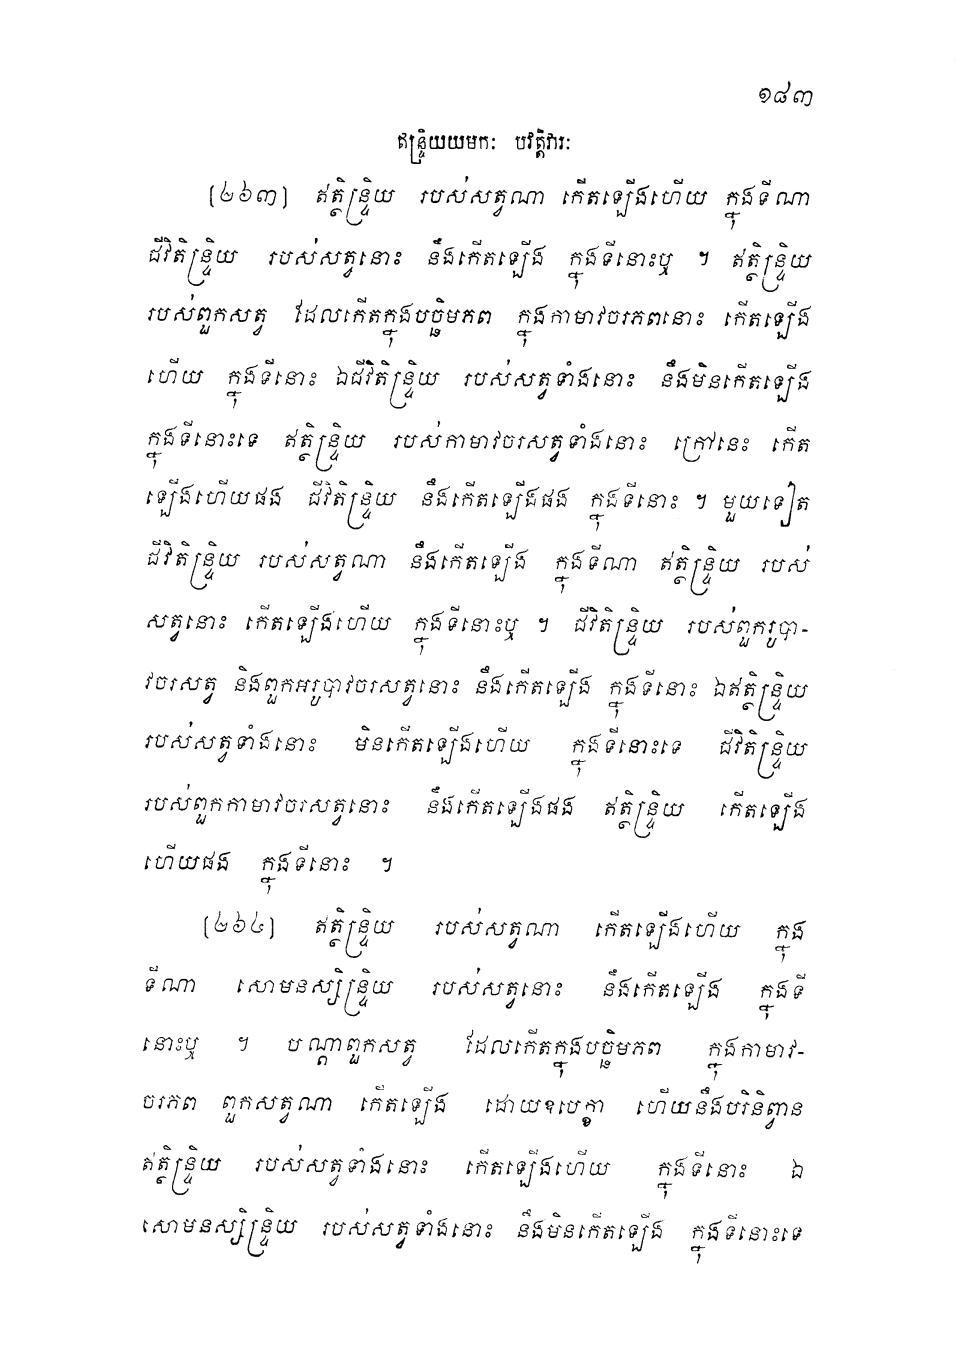 ១៨៣
ឥន្ទ្រិយយមកៈ បវត្តិវារៈ
[២៦៣] ឥត្ថិន្ទ្រិយ របស់សត្វណា កើតឡើងហើយ ក្នុងទីណា
ជីវិតិន្ទ្រិយ របស់សត្វនោះ នឹងកើតឡើង ក្នុងទីនោះឬ ។ ឥត្ថិន្ទ្រិយ
របស់ពួកសត្វ ដែលកើតក្នុងបច្ឆិមភព ក្នុងកាមាវចរភពនោះ កើតឡើង
ហើយ ក្នុងទីនោះ ឯជីវិតិន្ទ្រិយ របស់សត្វទាំងនោះ នឹងមិនកើតឡើង
ក្នុងទីនោះទេ ឥត្ថិន្ទ្រិយ របស់កាមាវចរសត្វទាំងនោះ ក្រៅនេះ កើត
ឡើងហើយផង ជីវិតិន្ទ្រិយ នឹងកើតឡើងផង ក្នុងទីនោះ ។ មួយទៀត
ជីវិតិន្ទ្រិយ របស់សត្វណា នឹងកើតឡើង ក្នុងទីណា ឥត្ថិន្ទ្រិយ របស់
សត្វនោះ កើតឡើងហើយ ក្នុងទីនោះឬ ។ ជីវិតិន្ទ្រិយ របស់ពួករូបា-
វចរសត្វ និងពួកអរូបាវចរសត្វនោះ នឹងកើតឡើង ក្នុងទីនោះ ឯឥត្ថិន្ទ្រិយ
របស់សត្វទាំងនោះ មិនកើតឡើងហើយ ក្នុងទីនោះទេ ជីវិតិន្ទ្រិយ
របស់ពួកកាមាវចរសត្វនោះ នឹងកើតឡើងផង ឥត្ថិន្ទ្រិយ កើតឡើង
ហើយផង ក្នុងទីនោះ ។
[២៦៤] ឥត្ថិន្ទ្រិយ របស់សត្វណា កើតឡើងហើយ ក្នុង
ទីណា សោមនស្សិន្ទ្រិយ របស់សត្វនោះ នឹងកើតឡើង ក្នុងទី
នោះឬ ។ បណ្តាពួកសត្វ ដែលកើតក្នុងបច្ឆិមភព ក្នុងកាមាវ-
ចរភព ពួកសត្វណា កើតឡើង ដោយឧបេក្ខា ហើយនឹងបរិនិព្វាន
ឥត្ថិន្ទ្រិយ របស់សត្វទាំងនោះ កើតឡើងហើយ ក្នុងទីនោះ ឯ
សោមនស្សិន្ទ្រិយ របស់សត្វទាំងនោះ នឹងមិនកើតឡើង ក្នុងទីនោះទេ